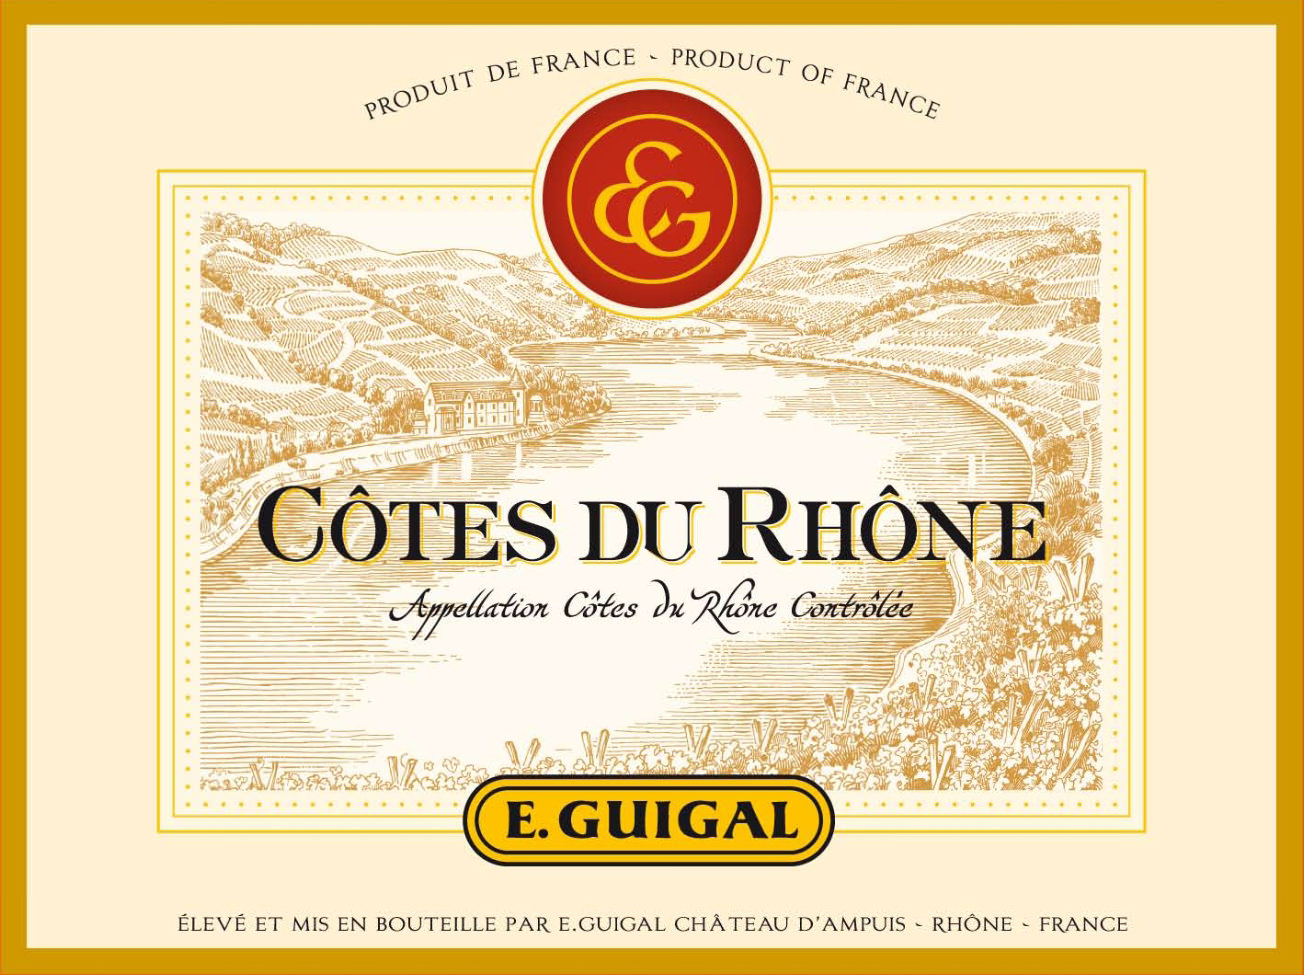 PRODUIT DE FRANCE - PRODUCT OF FRANCE
EG
CÔTES DU RHÔNE
Appellation Côtes du Rhône Contrôlée
E. GUIGAL
ÉLEVÉ ET MIS EN BOUTEILLE PAR E.GUIGAL CHÂTEAU D'AMPUIS - RHÔNE - FRANCE